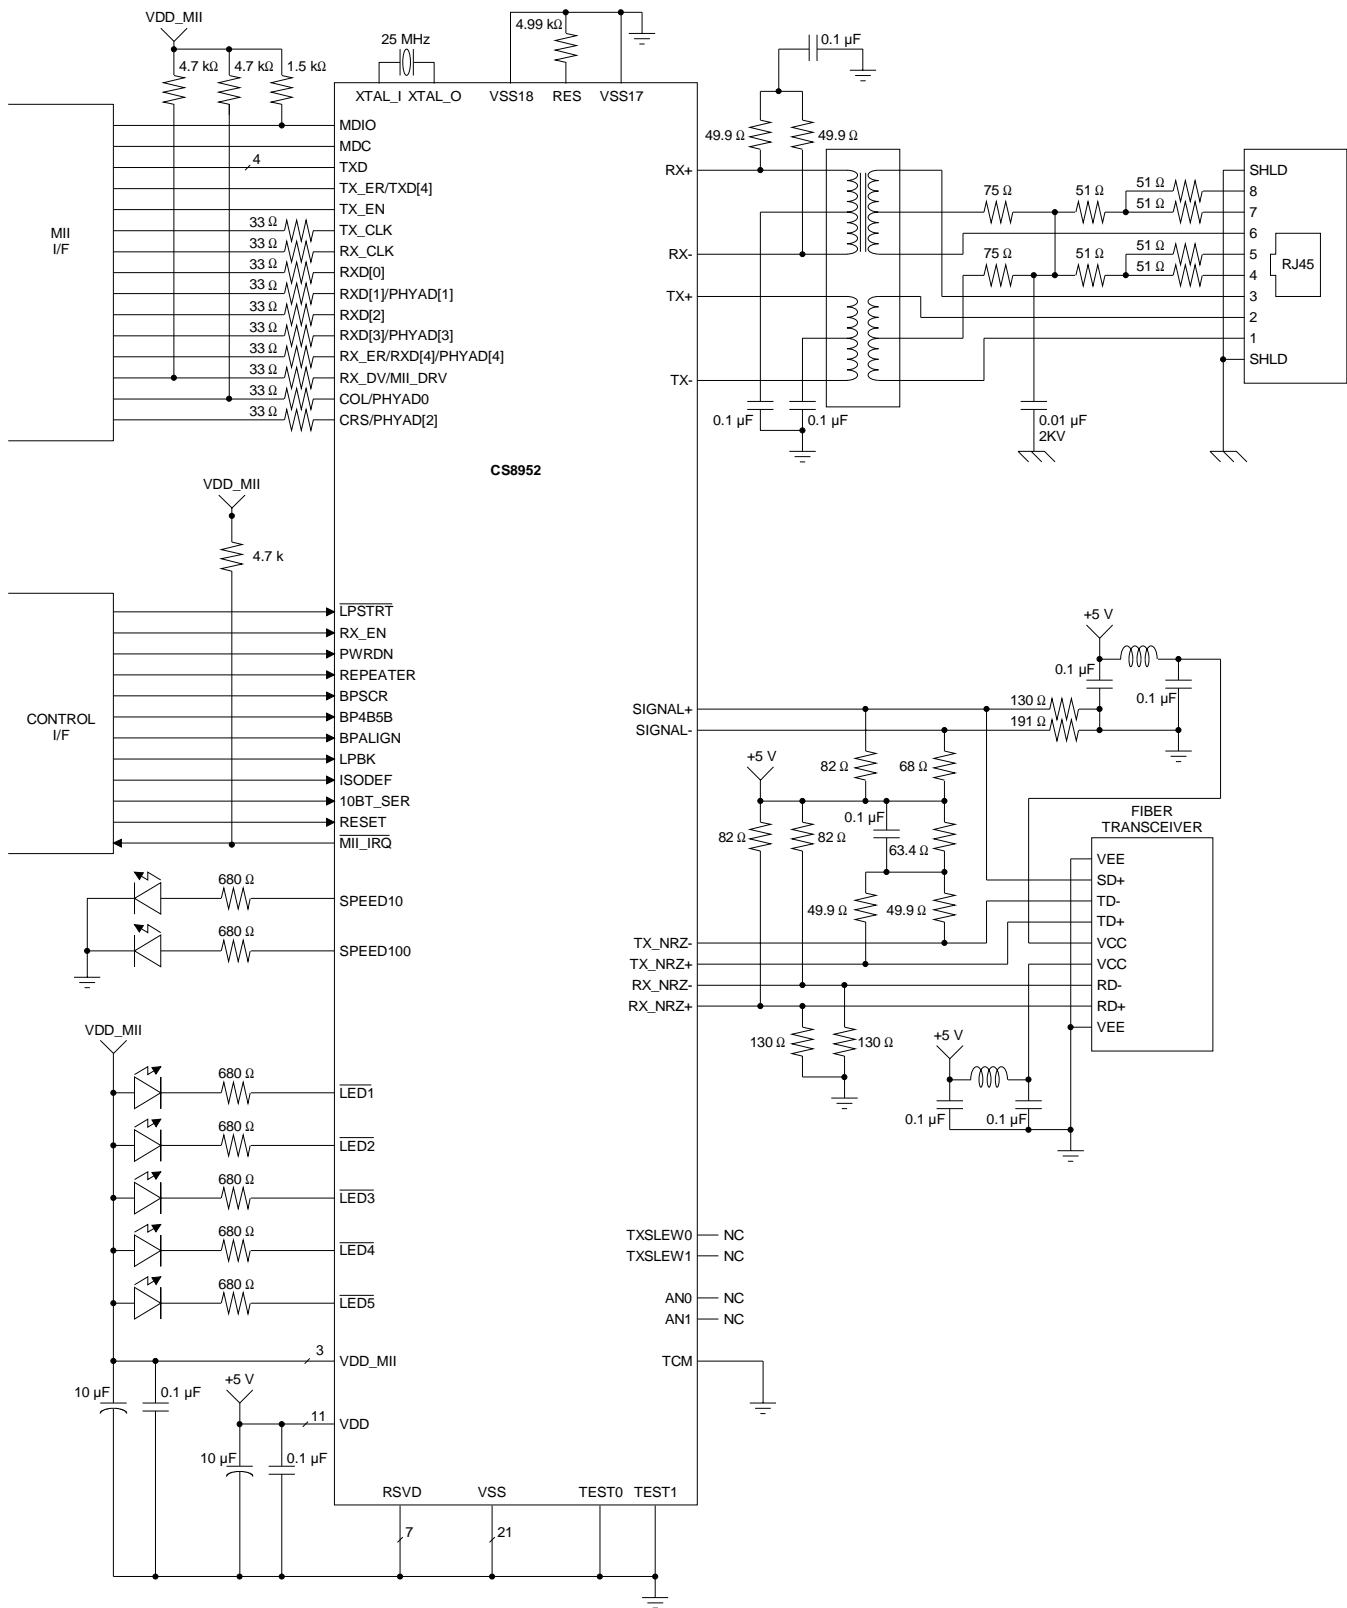 VDD_MII
4.7 kΩ
4.7 kΩ
1.5 kΩ
25 MHz
4.99 kΩ
0.1 µF
XTAL_I
XTAL_O
VSS18
RES
VSS17
MII
I/F
MDIO
MDC
4
TXD
TX_ER/TXD[4]
TX_EN
33 Ω
TX_CLK
33 Ω
RX_CLK
33 Ω
RXD[0]
33 Ω
RXD[1]/PHYAD[1]
33 Ω
RXD[2]
33 Ω
RXD[3]/PHYAD[3]
33 Ω
RX_ER/RXD[4]/PHYAD[4]
33 Ω
RX_DV/MII_DRV
33 Ω
COL/PHYAD0
33 Ω
CRS/PHYAD[2]
CS8952
49.9 Ω
49.9 Ω
RX+
RX-
TX+
TX-
0.1 µF
0.1 µF
75 Ω
51 Ω
51 Ω
51 Ω
75 Ω
51 Ω
51 Ω
51 Ω
0.01 µF
2KV
SHLD
8
7
6
5
4
3
2
1
SHLD
RJ45
VDD_MII
4.7 k
CONTROL
I/F
LPSTRT
RX_EN
PWRDN
REPEATER
BPSCR
BP4B5B
BPALIGN
LPBK
ISODEF
10BT_SER
RESET
MII_IRQ
680 Ω
SPEED10
680 Ω
SPEED100
+5 V
0.1 µF
0.1 µF
SIGNAL+
130 Ω
SIGNAL-
191 Ω
+5 V
82 Ω
68 Ω
0.1 µF
82 Ω
82 Ω
63.4 Ω
49.9 Ω
49.9 Ω
TX_NRZ-
TX_NRZ+
RX_NRZ-
RX_NRZ+
130 Ω
130 Ω
FIBER
TRANSCEIVER
VEE
SD+
TD-
TD+
VCC
VCC
RD-
RD+
VEE
+5 V
0.1 µF
0.1 µF
VDD_MII
680 Ω
LED1
680 Ω
LED2
680 Ω
LED3
680 Ω
LED4
680 Ω
LED5
TXSLEW0
NC
TXSLEW1
NC
AN0
NC
AN1
NC
TCM
3
VDD_MII
10 µF
0.1 µF
+5 V
11
VDD
10 µF
0.1 µF
RSVD
VSS
TEST0
TEST1
7
21